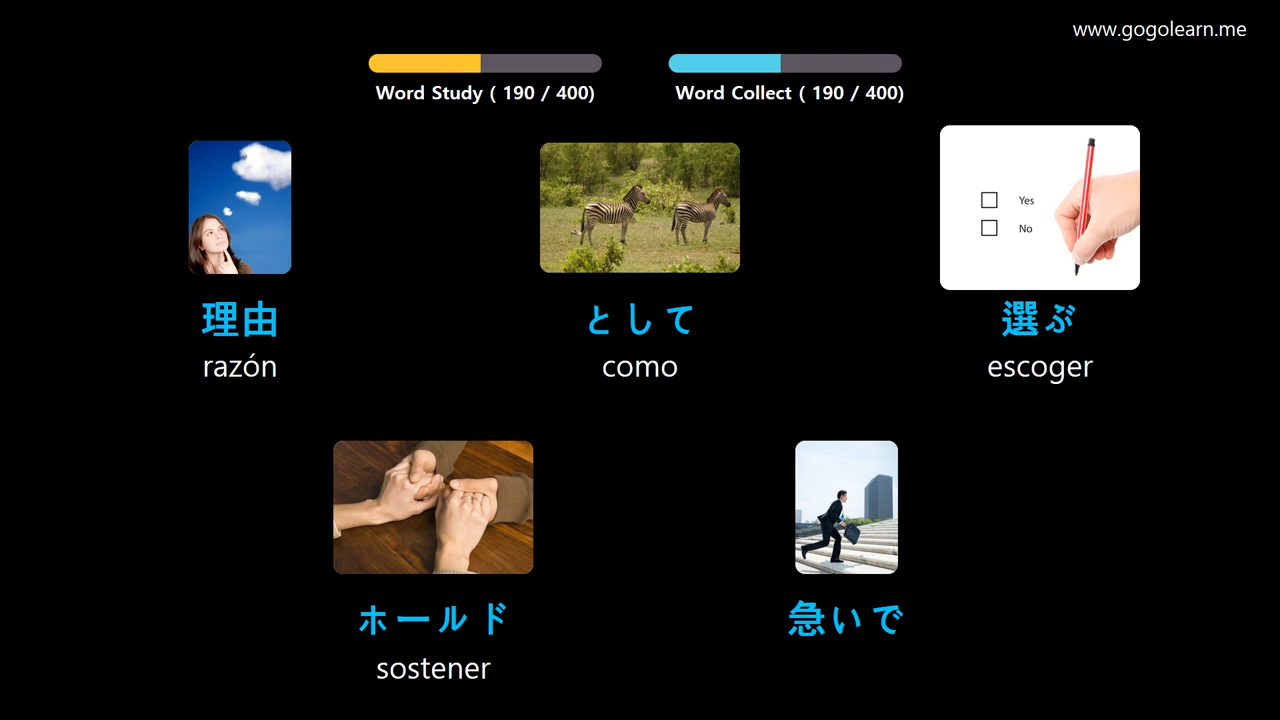 www.gogolearn.me
Word Study ( 190 / 400)
Word Collect ( 190 / 400)
Yes
No
理由
razón
として
como
選ぶ
escoger
ホールド
sostener
急いで